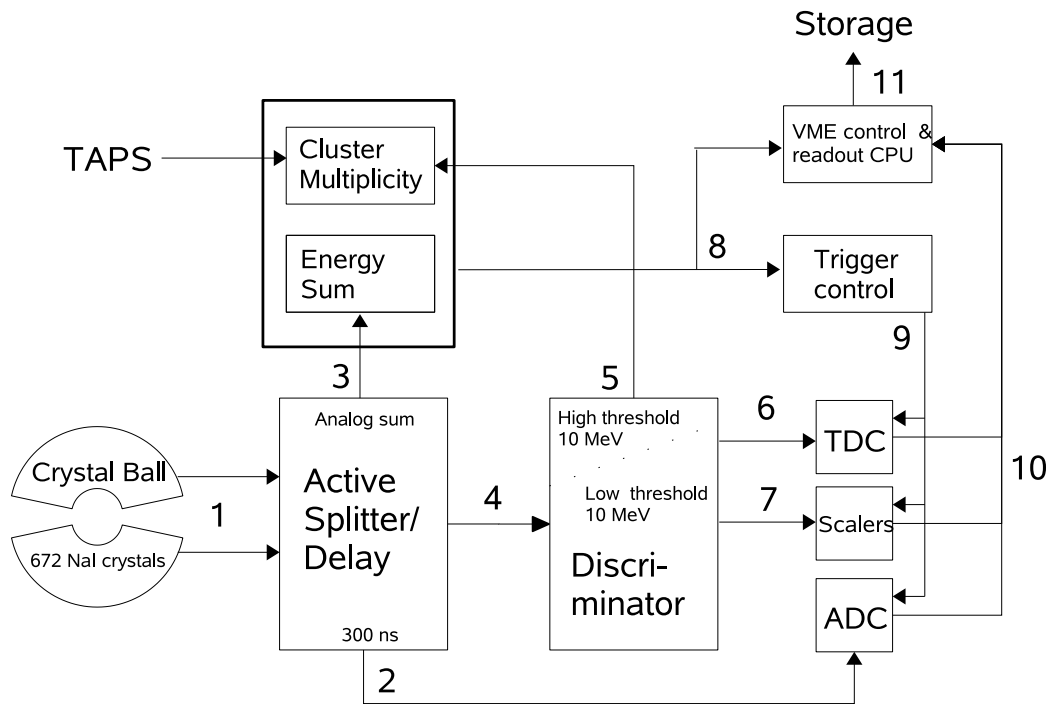 Storage
11
VME control &
readout CPU
TAPS
Cluster
Multiplicity
8
Energy
Sum
Trigger
control
9
3
5
Analog sum
High threshold
10 MeV
6
TDC
Crystal Ball
1
672 NaI crystals
Active
Splitter/
Delay
4
Low threshold
10 MeV
7
Scalers
10
Discri-
minator
ADC
300 ns
2